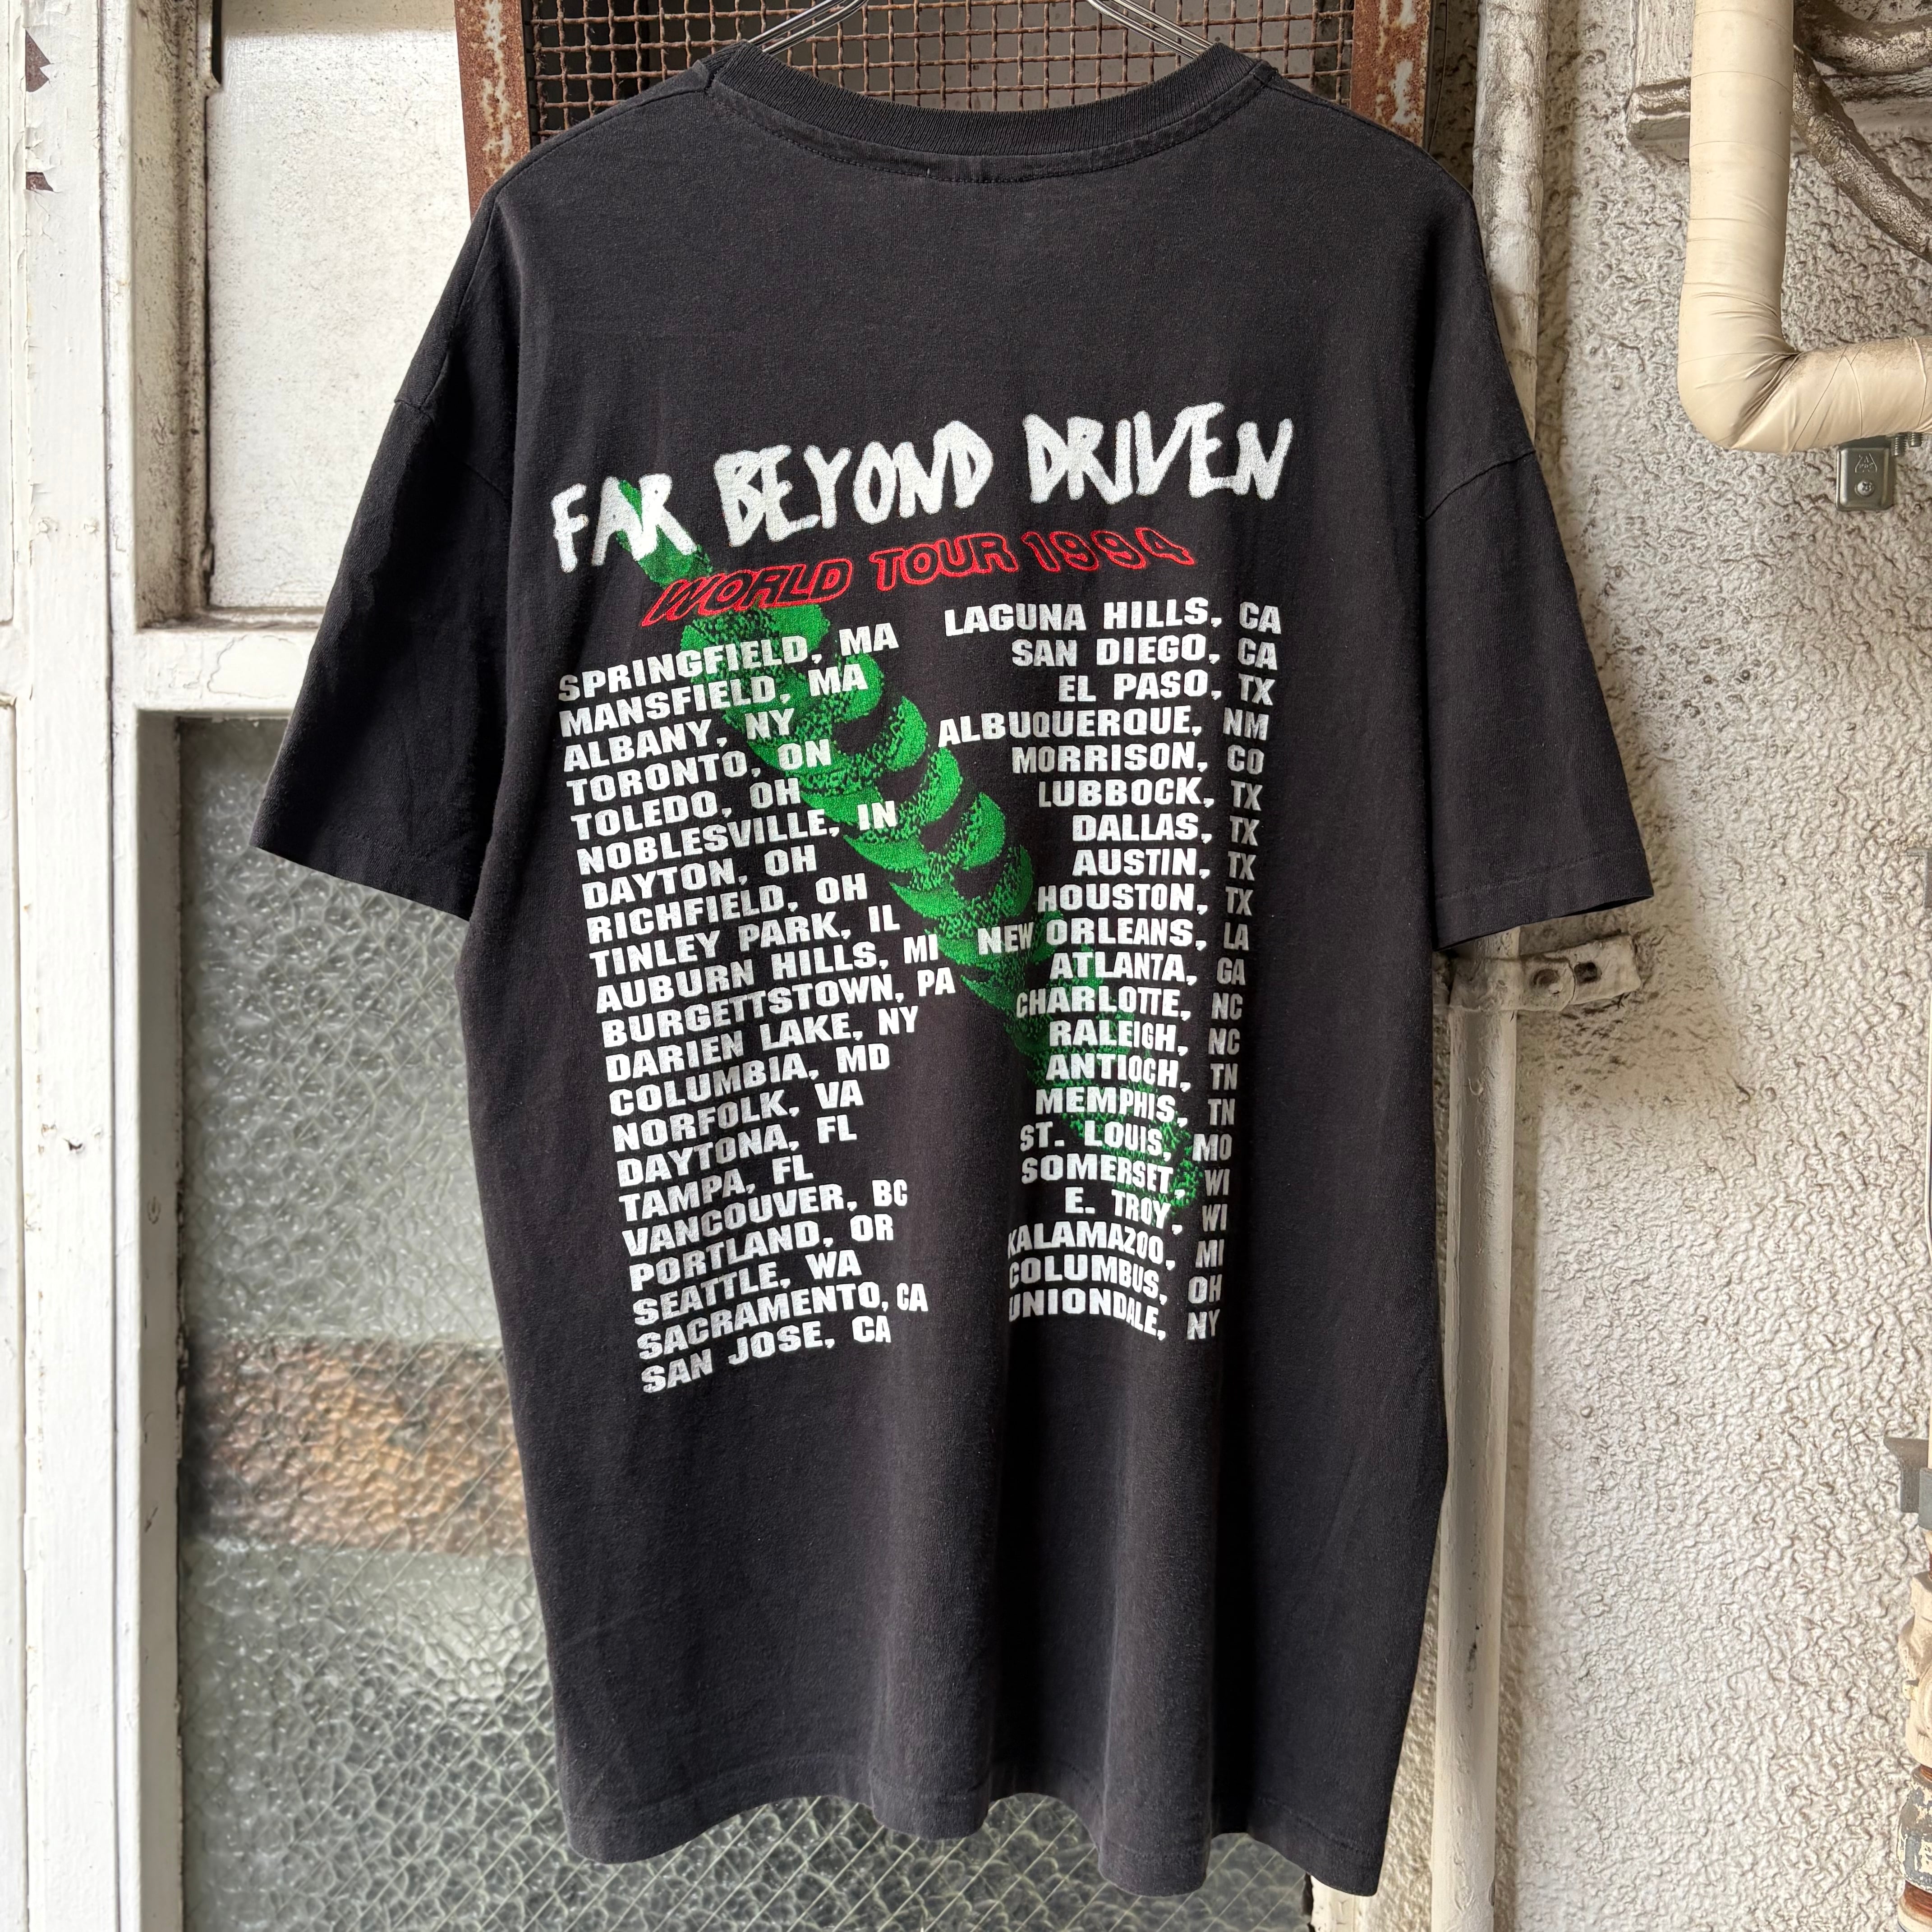 FAR BEYOND DRIVEN
WORLD TOUR 1994
SPRINGFIELD, MA
MANSFIELD, MA
ALBANY, NY
TORONTO, ON
TOLEDO, OH
NOBLESVILLE, IN
DAYTON, OH
RICHFIELD, OH
TINLEY PARK, IL
AUBURN HILLS, MI
BURGETTSTOWN, PA
DARIEN LAKE, NY
COLUMBIA, MD
NORFOLK, VA
DAYTONA, FL
TAMPA, FL
VANCOUVER, BC
PORTLAND, OR
SEATTLE, WA
SACRAMENTO, CA
SAN JOSE, CA
LAGUNA HILLS, CA
SAN DIEGO, CA
EL PASO, TX
ALBUQUERQUE, NM
MORRISON, CO
LUBBOCK, TX
DALLAS, TX
AUSTIN, TX
HOUSTON, TX
NEW ORLEANS, LA
ATLANTA, GA
CHARLOTTE, NC
RALEIGH, NC
ANTIOCH, TN
MEMPHIS, TN
ST. LOUIS, MO
SOMERSET, WI
E. TROY, WI
KALAMAZOO, MI
COLUMBUS, OH
UNIONDALE, NY